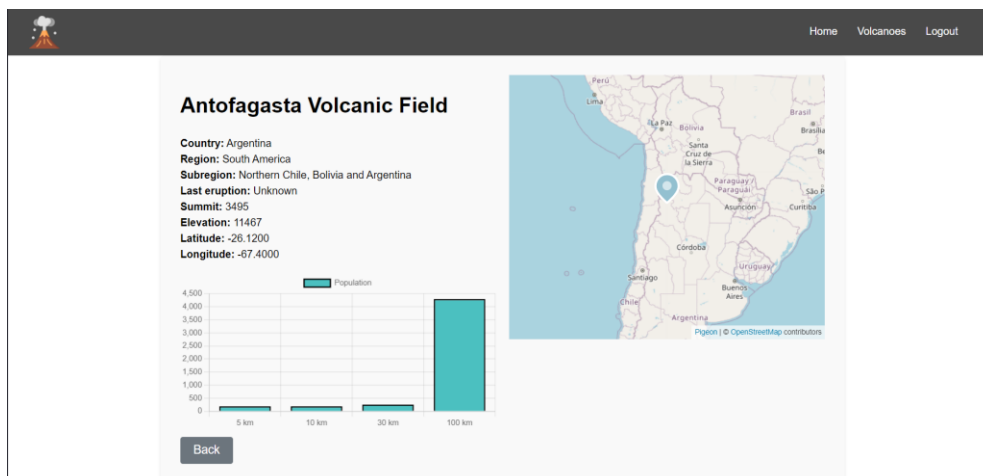 Home Volcanoes Logout
Antofagasta Volcanic Field
Country: Argentina
Region: South America
Subregion: Northern Chile, Bolivia and Argentina
Last eruption: Unknown
Summit: 3495
Elevation: 11467
Latitude: -26.1200
Longitude: -67.4000
Population
4,500
4,000
3,500
3,000
2,500
2,000
1,500
1,000
500
0
5 km 10 km 30 km 100 km
Back
Perú
Lima
Brasil
La Paz
Bolivia
Brasília
Santa
Cruz de
la Sierra
Paraguay /
Paraguái
Asunción
Curitiba
Córdoba
Uruguay
Santiago
Buenos
Aires
Chile
Argentina
Pigeon | © OpenStreetMap contributors